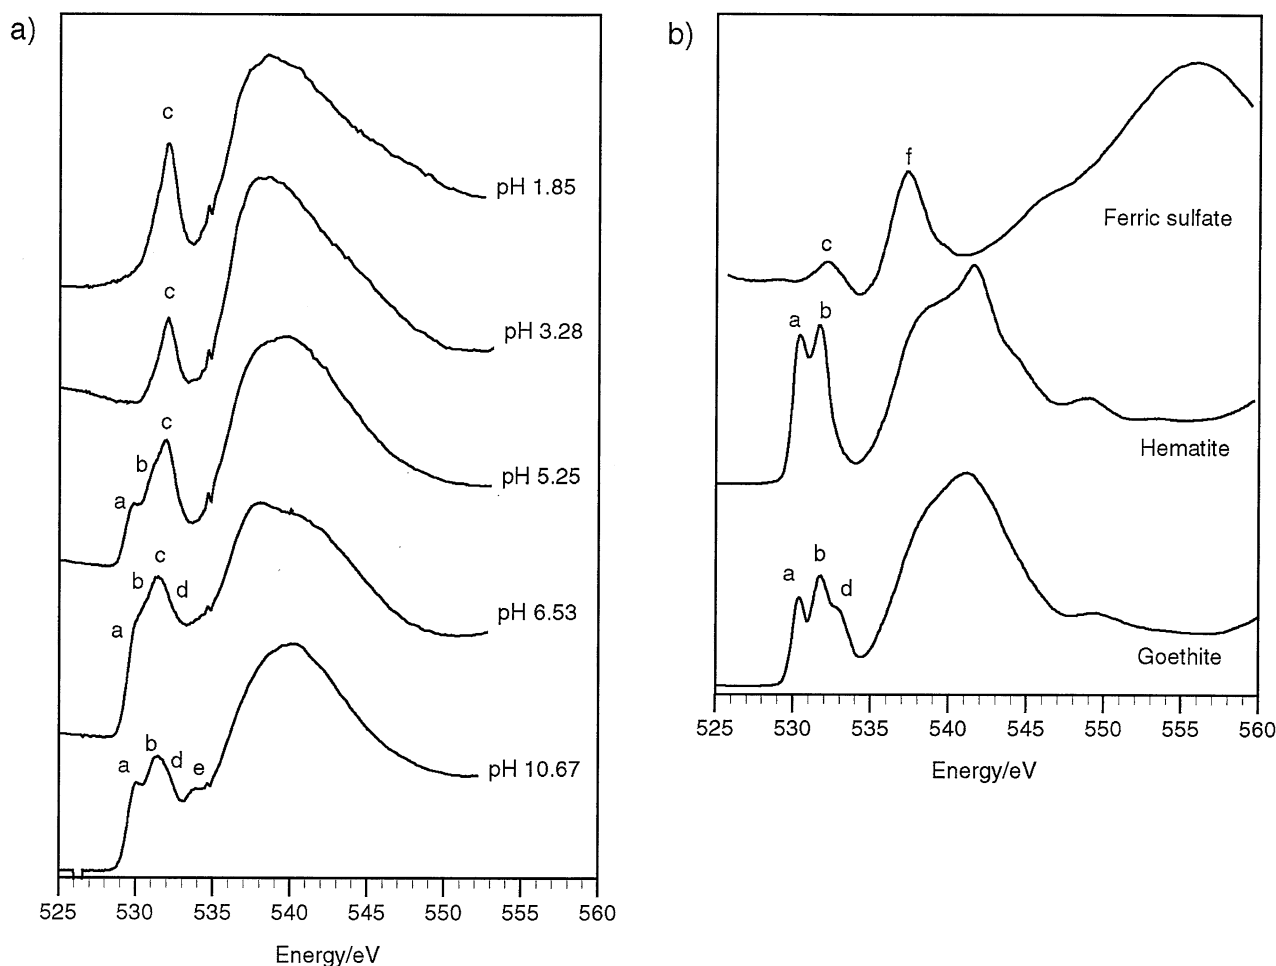 a)
c
pH 1.85
c
pH 3.28
c
b
a
pH 5.25
c
b
d
a
pH 6.53
b
d
a
e
pH 10.67
525 530 535 540 545 550 555 560
Energy/eV
b)
f
c
Ferric sulfate
b
a
Hematite
b
a
d
Goethite
525 530 535 540 545 550 555 560
Energy/eV